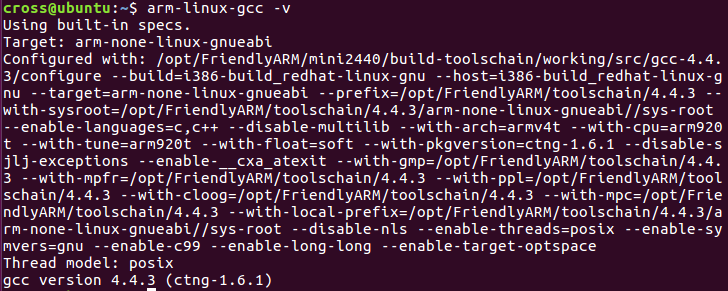 cross@ubuntu:~$ arm-linux-gcc -v
Using built-in specs.
Target: arm-none-linux-gnueabi
Configured with: /opt/FriendlyARM/mini2440/build-toolschain/working/src/gcc-4.4.
3/configure --build=i386-build_redhat-linux-gnu --host=i386-build_redhat-linux-g
nu --target=arm-none-linux-gnueabi --prefix=/opt/FriendlyARM/toolschain/4.4.3 --
with-sysroot=/opt/FriendlyARM/toolschain/4.4.3/arm-none-linux-gnueabi//sys-root
--enable-languages=c,c++ --disable-multilib --with-arch=armv4t --with-cpu=arm920
t --with-tune=arm920t --with-float=soft --with-pkgversion=ctng-1.6.1 --disable-s
jlj-exceptions --enable-__cxa_atexit --with-gmp=/opt/FriendlyARM/toolschain/4.4.
3 --with-mpfr=/opt/FriendlyARM/toolschain/4.4.3 --with-ppl=/opt/FriendlyARM/tool
schain/4.4.3 --with-cloog=/opt/FriendlyARM/toolschain/4.4.3 --with-mpc=/opt/Frie
ndlyARM/toolschain/4.4.3 --with-local-prefix=/opt/FriendlyARM/toolschain/4.4.3/a
rm-none-linux-gnueabi//sys-root --disable-nls --enable-threads=posix --enable-sy
mvers=gnu --enable-c99 --enable-long-long --enable-target-optspace
Thread model: posix
gcc version 4.4.3 (ctng-1.6.1)